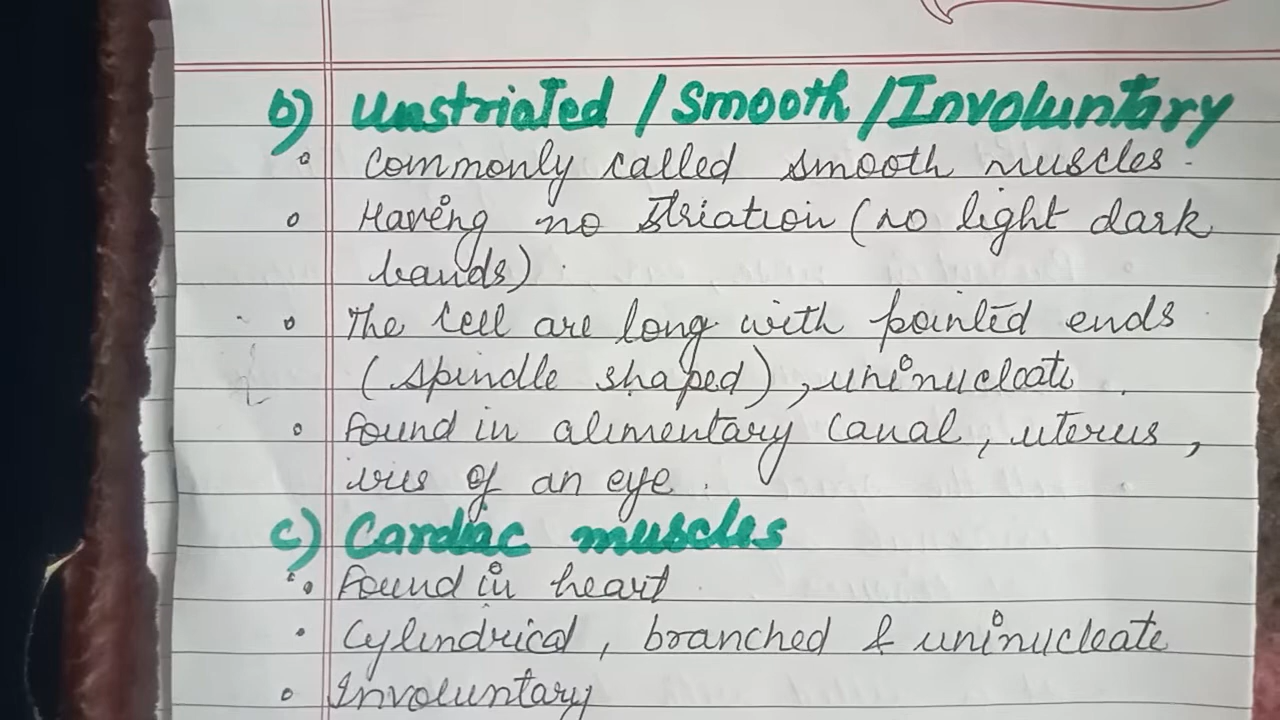 b) Unstriated / Smooth / Involuntary
Commonly called smooth muscles.
Having no striation (no light dark
bands).
The cell are long with pointed ends
(spindle shaped), uninucleate.
Found in alimentary canal, uterus,
iris of an eye.
c) Cardiac muscles
Found in heart
Cylindrical, branched & uninucleate
Involuntary